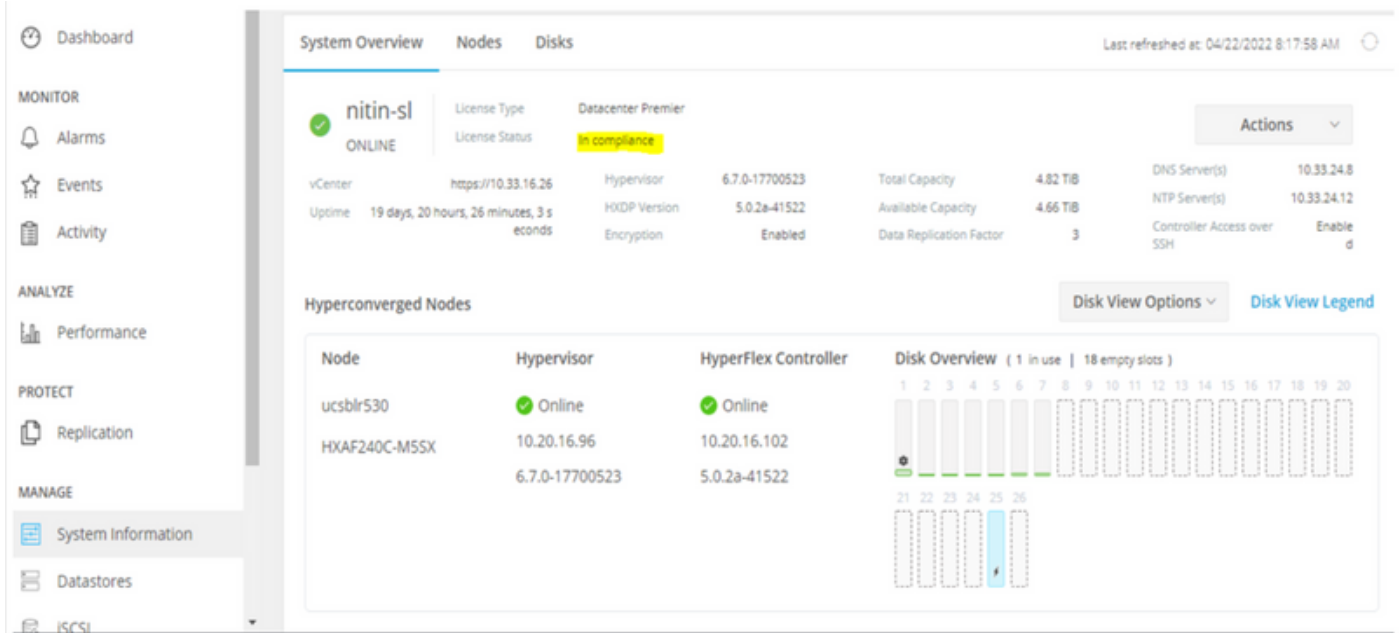 Dashboard
MONITOR
Alarms
Events
Activity
ANALYZE
Performance
PROTECT
Replication
MANAGE
System Information
Datastores
iSCSI
System Overview Nodes Disks Last refreshed at: 04/22/2022 8:17:58 AM
nitin-sl
ONLINE
License Type Datacenter Premier
License Status In compliance
Actions
vCenter https://10.33.16.26
Uptime 19 days, 20 hours, 26 minutes, 3 s
econds
Hypervisor 6.7.0-17700523
HXDP Version 5.0.2a-41522
Encryption Enabled
Total Capacity 4.82 TiB
Available Capacity 4.66 TiB
Data Replication Factor 3
DNS Server(s) 10.33.24.8
NTP Server(s) 10.33.24.12
Controller Access over Enable
SSH d
Hyperconverged Nodes
Disk View Options Disk View Legend
Node Hypervisor HyperFlex Controller Disk Overview ( 1 in use | 18 empty slots )
1 2 3 4 5 6 7 8 9 10 11 12 13 14 15 16 17 18 19 20
ucsblr530 Online Online
HXAF240C-M5SX 10.20.16.96 10.20.16.102
6.7.0-17700523 5.0.2a-41522
21 22 23 24 25 26